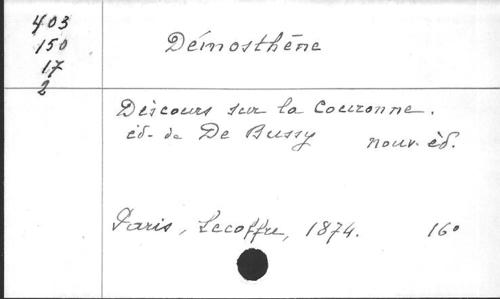 403
150
17
2
Démosthène
Discours sur la Couronne.
éd. de De Bussy nouv. éd.
Paris, Lecoffre, 1874. 16°